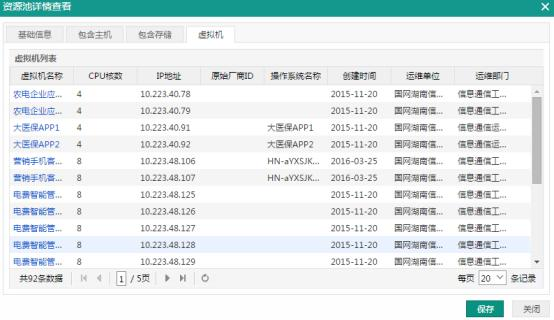 资源池详情查看
基础信息 包含主机 包含存储 虚拟机
虚拟机列表
虚拟机名称 CPU核数 IP地址 原始厂商ID 操作系统名称 创建时间 运维单位 运维部门
农电企业应... 4 10.223.40.78 2015-11-20 国网湖南信... 信息通信工...
农电企业应... 4 10.223.40.79 2015-11-20 国网湖南信... 信息通信工...
大医保APP1 4 10.223.40.91 大医保APP1 2015-11-20 国网湖南信... 信息通信运...
大医保APP2 4 10.223.40.92 大医保APP2 2015-11-20 国网湖南信... 信息通信工...
营销手机客... 8 10.223.48.106 HN-aYXSJK... 2016-03-25 国网湖南信... 信息通信工...
营销手机客... 8 10.223.48.107 HN-aYXSJK... 2016-03-25 国网湖南信... 信息通信工...
电费智能管... 8 10.223.48.125 2015-11-20 国网湖南信... 信息通信工...
电费智能管... 8 10.223.48.126 2015-11-20 国网湖南信... 信息通信工...
电费智能管... 8 10.223.48.127 2015-11-20 国网湖南信... 信息通信工...
电费智能管... 8 10.223.48.128 2015-11-20 国网湖南信... 信息通信工...
电费智能管... 8 10.223.48.129 2015-11-20 国网湖南信... 信息通信工...
共92条数据 1 / 5页 每页 20 条记录
保存 关闭